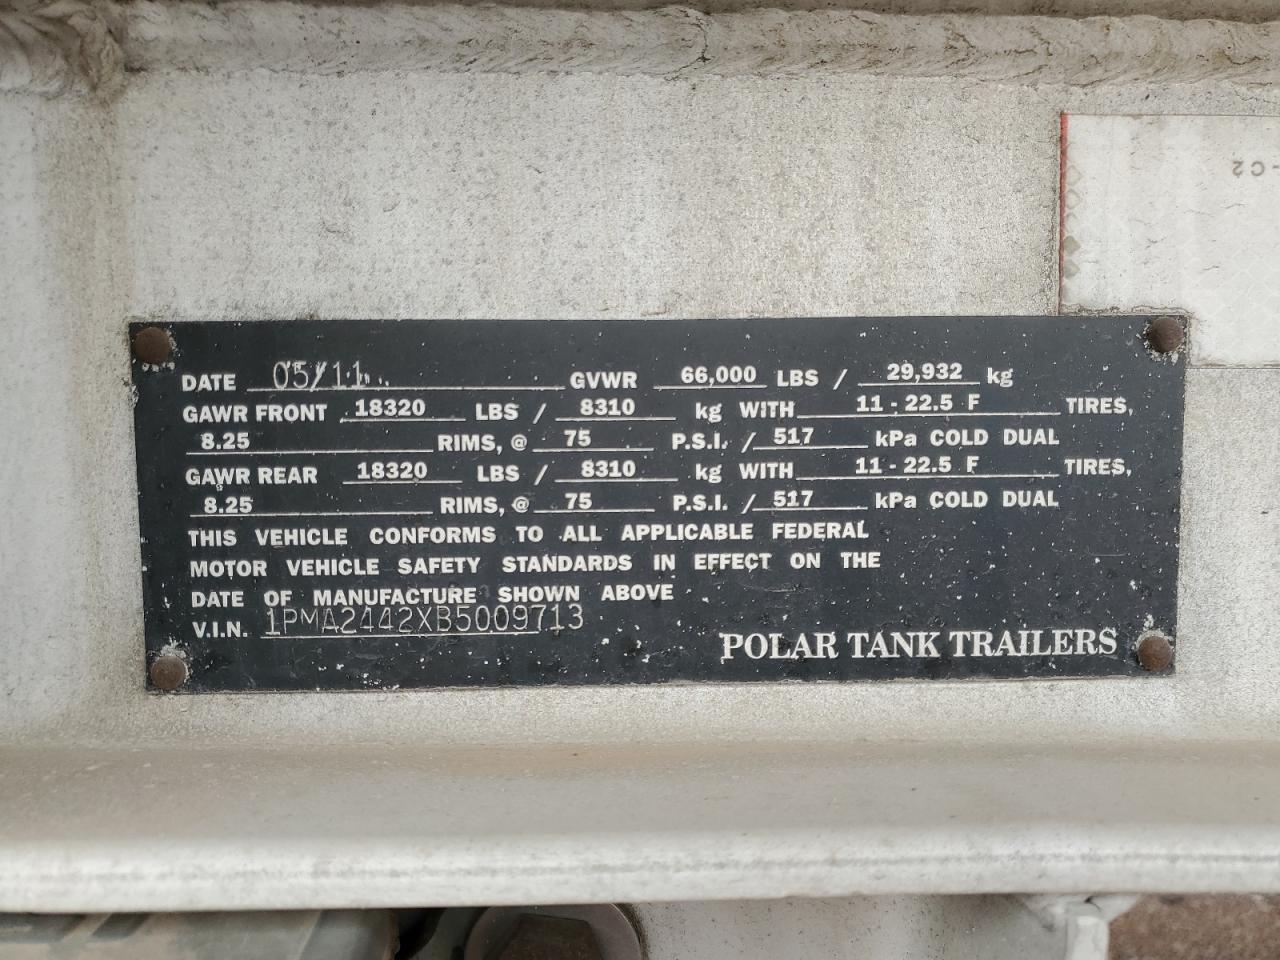 -C2
DATE 05/11 GVWR 66,000 LBS / 29,932 kg
GAWR FRONT 18320 LBS / 8310 kg WITH 11 - 22.5 F TIRES,
8.25 RIMS, @ 75 P.S.I. / 517 kPa COLD DUAL
GAWR REAR 18320 LBS / 8310 kg WITH 11 - 22.5 F TIRES,
8.25 RIMS, @ 75 P.S.I. / 517 kPa COLD DUAL
THIS VEHICLE CONFORMS TO ALL APPLICABLE FEDERAL
MOTOR VEHICLE SAFETY STANDARDS IN EFFECT ON THE
DATE OF MANUFACTURE SHOWN ABOVE
V.I.N. 1PMA2442XB5009713
POLAR TANK TRAILERS